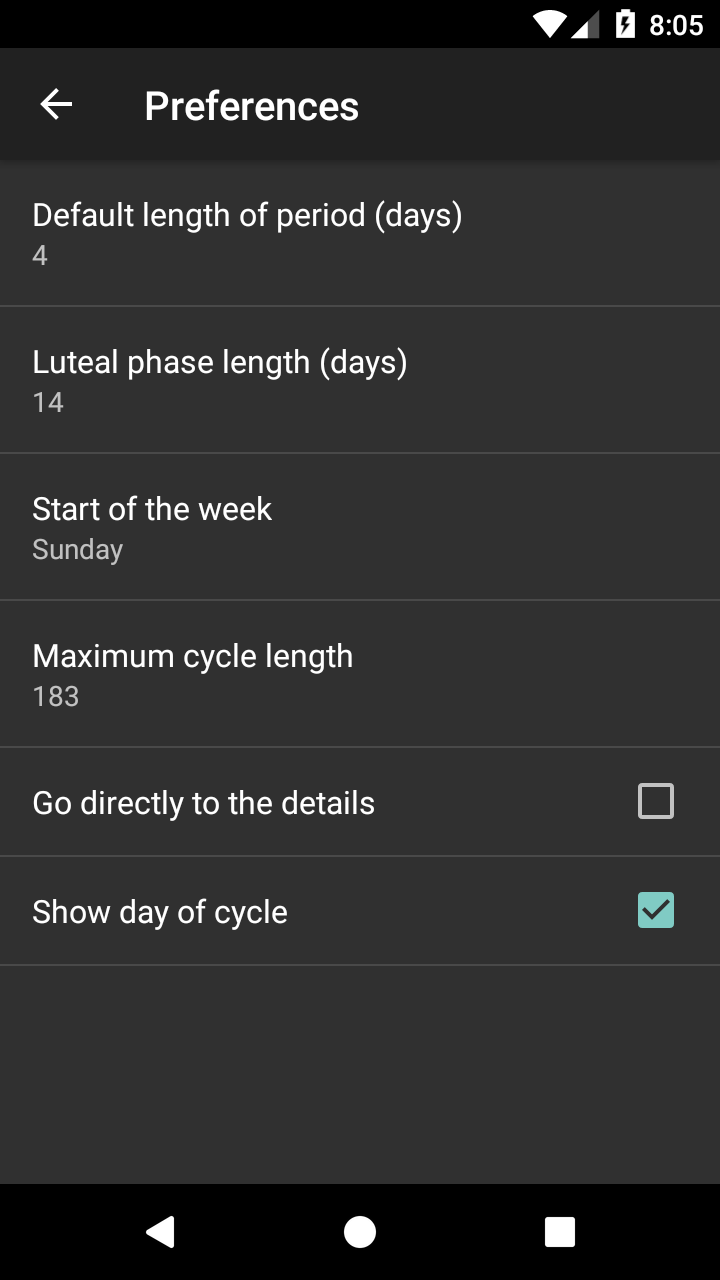 8:05
Preferences
Default length of period (days)
4
Luteal phase length (days)
14
Start of the week
Sunday
Maximum cycle length
183
Go directly to the details
Show day of cycle